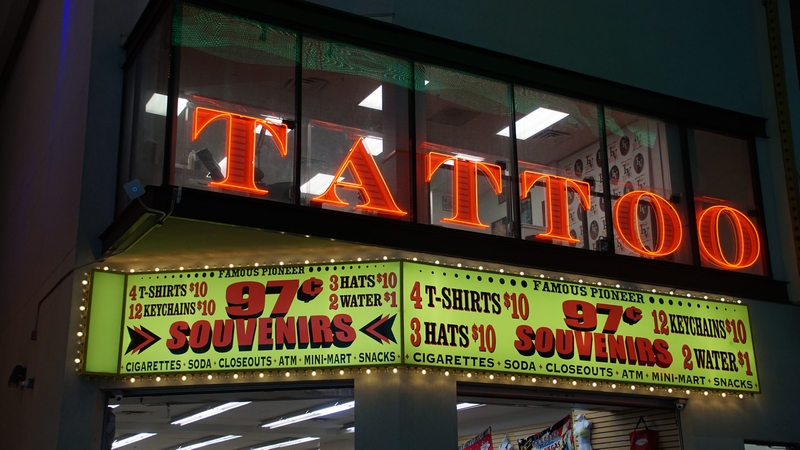 TATTOO
FAMOUS PIONEER
4 T-SHIRTS $10
12 KEYCHAINS $10
97¢
3 HATS $10
2 WATER $1
SOUVENIRS
CIGARETTES • SODA • CLOSEOUTS • ATM • MINI-MART • SNACKS
FAMOUS PIONEER
4 T-SHIRTS $10
3 HATS $10
97¢
SOUVENIRS
12 KEYCHAINS $10
2 WATER $1
CIGARETTES • SODA • CLOSEOUTS • ATM • MINI-MART • SNACKS